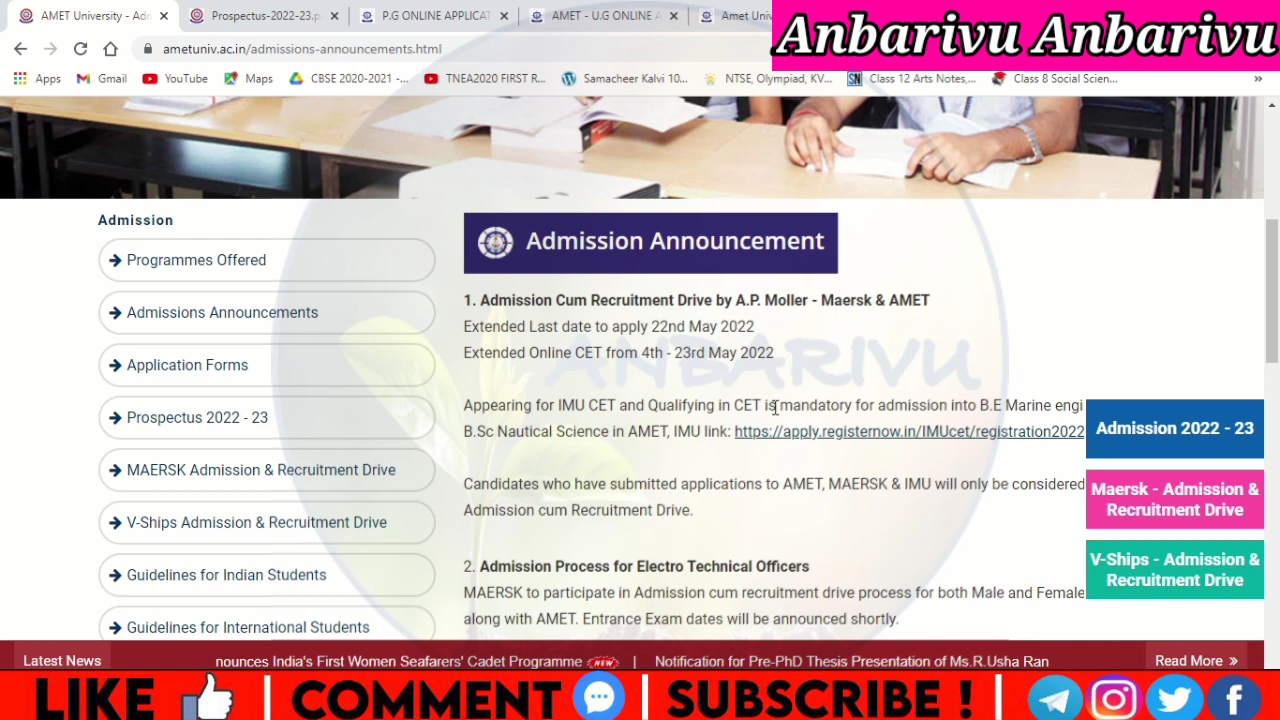 AMET University - Adm
Prospectus-2022-23.p
P.G ONLINE APPLICAT
AMET - U.G ONLINE A
Amet Univ
Anbarivu Anbarivu
ametuniv.ac.in/admissions-announcements.html
Apps
Gmail
YouTube
Maps
CBSE 2020-2021 -...
TNEA2020 FIRST R...
Samacheer Kalvi 10...
NTSE, Olympiad, KV...
Class 12 Arts Notes,...
Class 8 Social Scien...
Admission
Programmes Offered
Admissions Announcements
Application Forms
Prospectus 2022 - 23
MAERSK Admission & Recruitment Drive
V-Ships Admission & Recruitment Drive
Guidelines for Indian Students
Guidelines for International Students
Admission Announcement
1. Admission Cum Recruitment Drive by A.P. Moller - Maersk & AMET
Extended Last date to apply 22nd May 2022
Extended Online CET from 4th - 23rd May 2022
ANBARIVU
Appearing for IMU CET and Qualifying in CET is mandatory for admission into B.E Marine engi
B.Sc Nautical Science in AMET, IMU link: https://apply.registernow.in/IMUcet/registration2022
Candidates who have submitted applications to AMET, MAERSK & IMU will only be considered
Admission cum Recruitment Drive.
2. Admission Process for Electro Technical Officers
MAERSK to participate in Admission cum recruitment drive process for both Male and Female
along with AMET. Entrance Exam dates will be announced shortly.
Admission 2022 - 23
Maersk - Admission &
Recruitment Drive
V-Ships - Admission &
Recruitment Drive
Latest News
nounces India's First Women Seafarers' Cadet Programme NEW | Notification for Pre-PhD Thesis Presentation of Ms.R.Usha Ran
Read More »
LIKE | COMMENT | SUBSCRIBE ! |